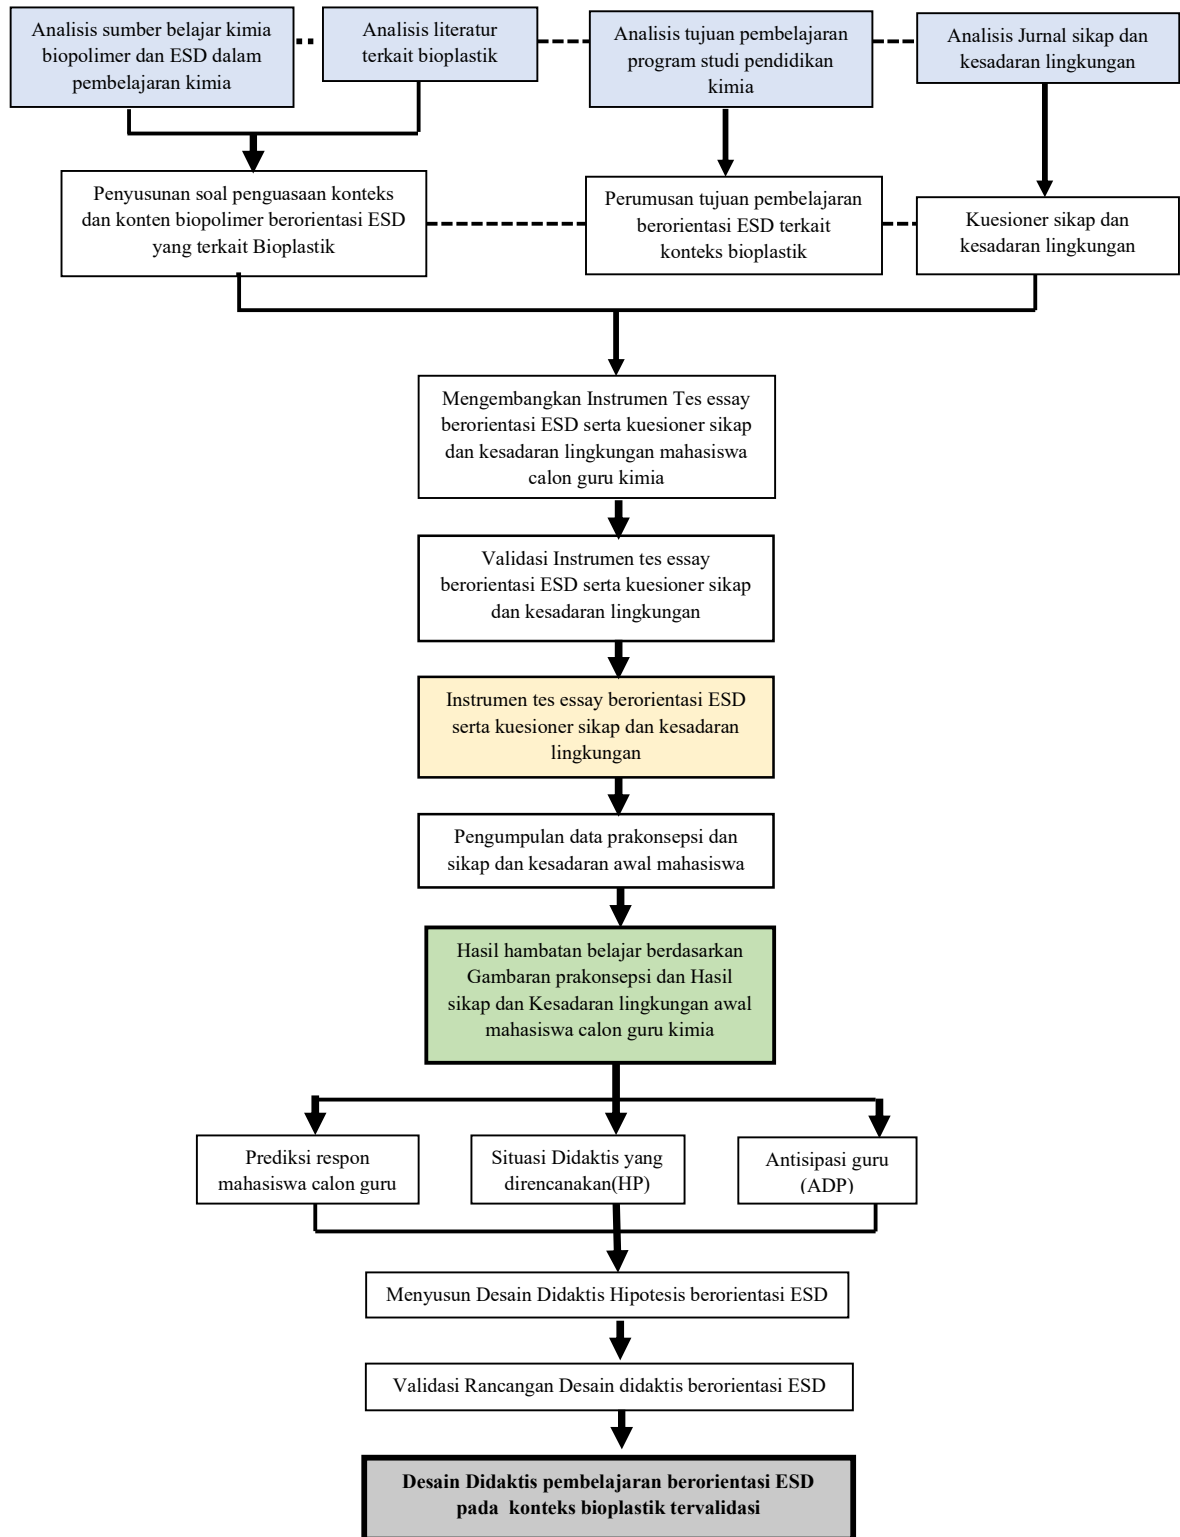 Analisis sumber belajar kimia
biopolimer dan ESD dalam
pembelajaran kimia
Analisis literatur
terkait bioplastik
Analisis tujuan pembelajaran
program studi pendidikan
kimia
Analisis Jurnal sikap dan
kesadaran lingkungan
Penyusunan soal penguasaan konteks
dan konten biopolimer berorientasi ESD
yang terkait Bioplastik
Perumusan tujuan pembelajaran
berorientasi ESD terkait
konteks bioplastik
Kuesioner sikap dan
kesadaran lingkungan
Mengembangkan Instrumen Tes essay
berorientasi ESD serta kuesioner sikap
dan kesadaran lingkungan mahasiswa
calon guru kimia
Validasi Instrumen tes essay
berorientasi ESD serta kuesioner sikap
dan kesadaran lingkungan
Instrumen tes essay berorientasi ESD
serta kuesioner sikap dan kesadaran
lingkungan
Pengumpulan data prakonsepsi dan
sikap dan kesadaran awal mahasiswa
Hasil hambatan belajar berdasarkan
Gambaran prakonsepsi dan Hasil
sikap dan Kesadaran lingkungan awal
mahasiswa calon guru kimia
Prediksi respon
mahasiswa calon guru
Situasi Didaktis yang
direncanakan(HP)
Antisipasi guru
(ADP)
Menyusun Desain Didaktis Hipotesis berorientasi ESD
Validasi Rancangan Desain didaktis berorientasi ESD
Desain Didaktis pembelajaran berorientasi ESD
pada konteks bioplastik tervalidasi